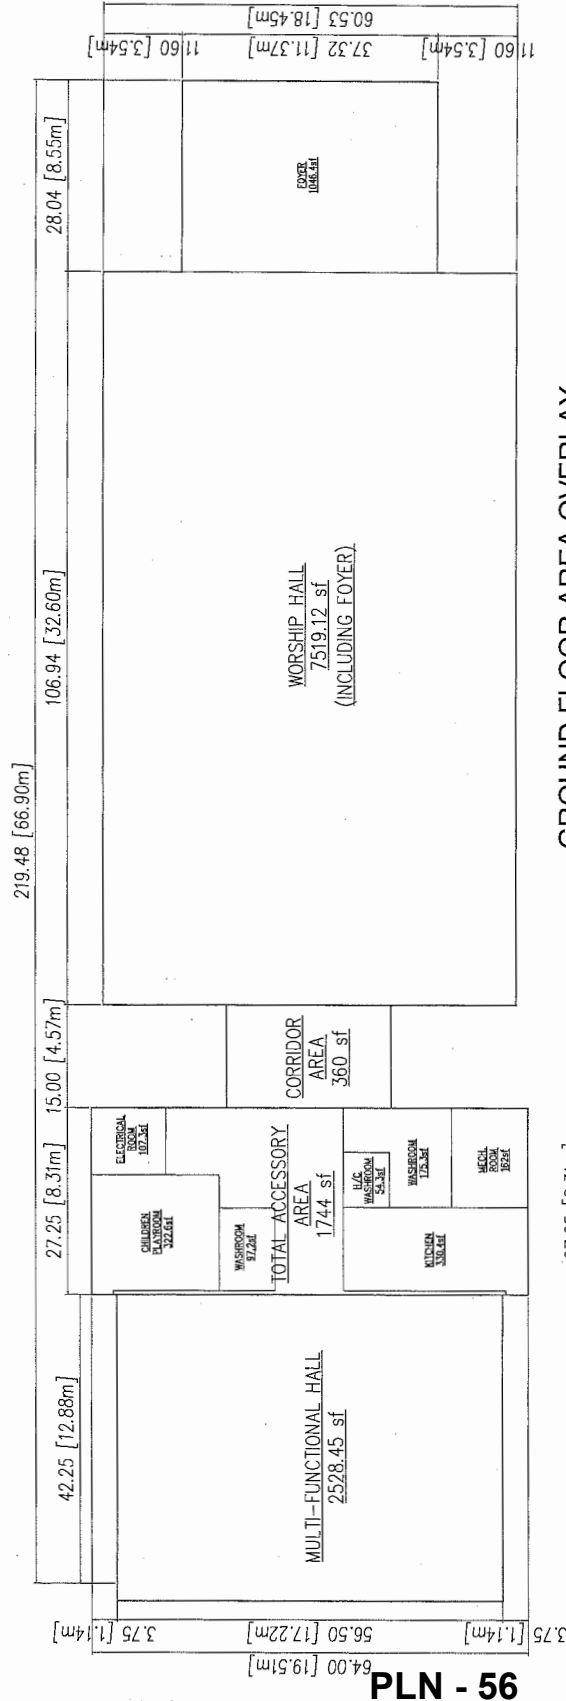 219.48 [66.90m]
42.25 [12.88m]
27.25 [8.31m]
15.00 [4.57m]
106.94 [32.60m]
28.04 [8.55m]
64.00 [19.51m]
3.75 [1.14m]
56.50 [17.22m]
3.75 [1.14m]
MULTI-FUNCTIONAL HALL
2528.45 sf
CHILDREN
PLAYROOM
322.6sf
ELECTRICAL
ROOM
107.3sf
WASHROOM
97.2sf
TOTAL ACCESSORY
AREA
1744 sf
H/C
WASHROOM
54.3sf
WASHROOM
175.3sf
KITCHEN
330.4sf
MECH.
ROOM
162sf
CORRIDOR
AREA
360 sf
WORSHIP HALL
7519.12 sf
(INCLUDING FOYER)
FOYER
1046.4sf
11.60 [3.54m]
37.32 [11.37m]
11.60 [3.54m]
60.53 [18.45m]
GROUND FLOOR AREA OVERLAY
PLN - 56